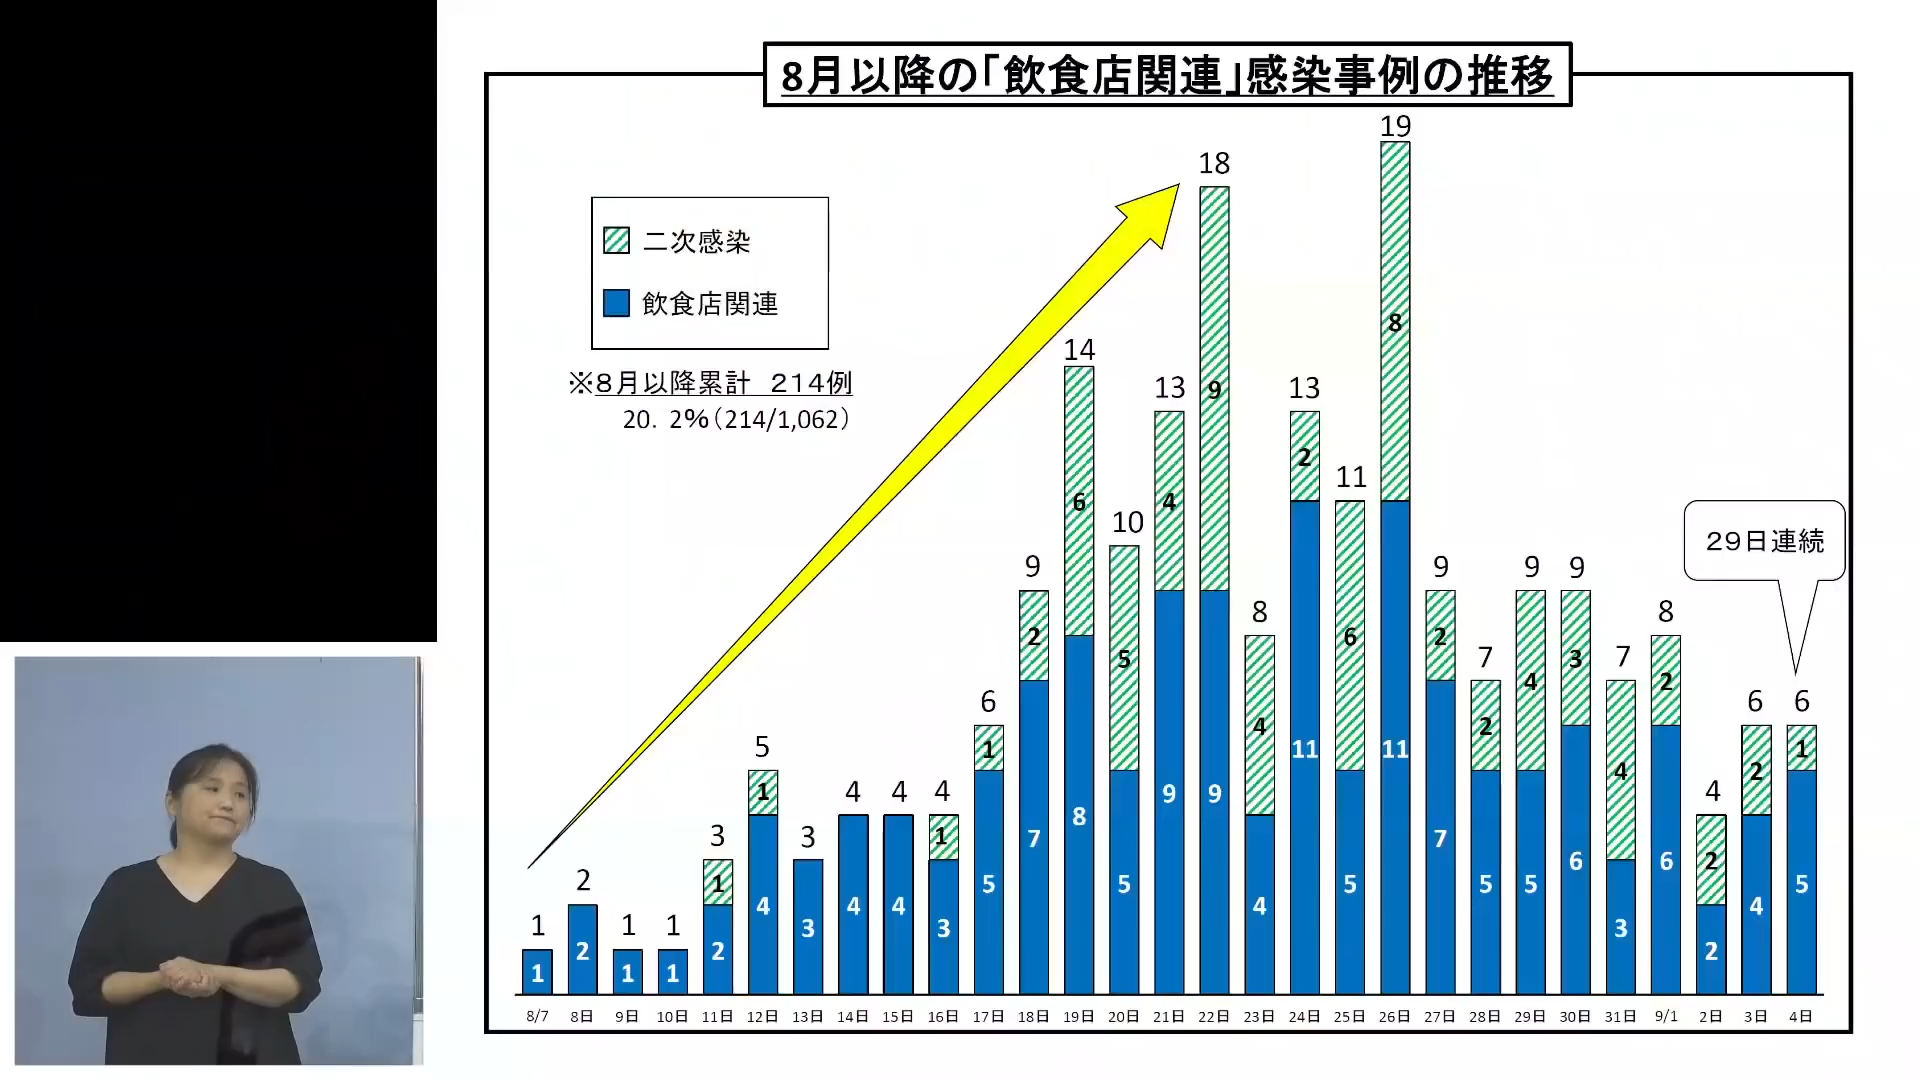 8月以降の｢飲食店関連｣感染事例の推移
二次感染
飲食店関連
※８月以降累計　２１４例
20．2％（214/1,062）
29日連続
1 2 1 1 3 5 3 4 4 4 6 9 14 10 13 18 8 13 11 19 9 7 9 9 7 8 4 6 6
1 1 1 1 2 6 5 4 9 4 2 6 8 2 2 4 3 4 2 2 2 1
1 2 1 1 2 4 3 4 4 3 5 7 8 5 9 9 4 11 5 11 7 5 5 6 3 6 2 4 5
8/7 8日 9日 10日 11日 12日 13日 14日 15日 16日 17日 18日 19日 20日 21日 22日 23日 24日 25日 26日 27日 28日 29日 30日 31日 9/1 2日 3日 4日